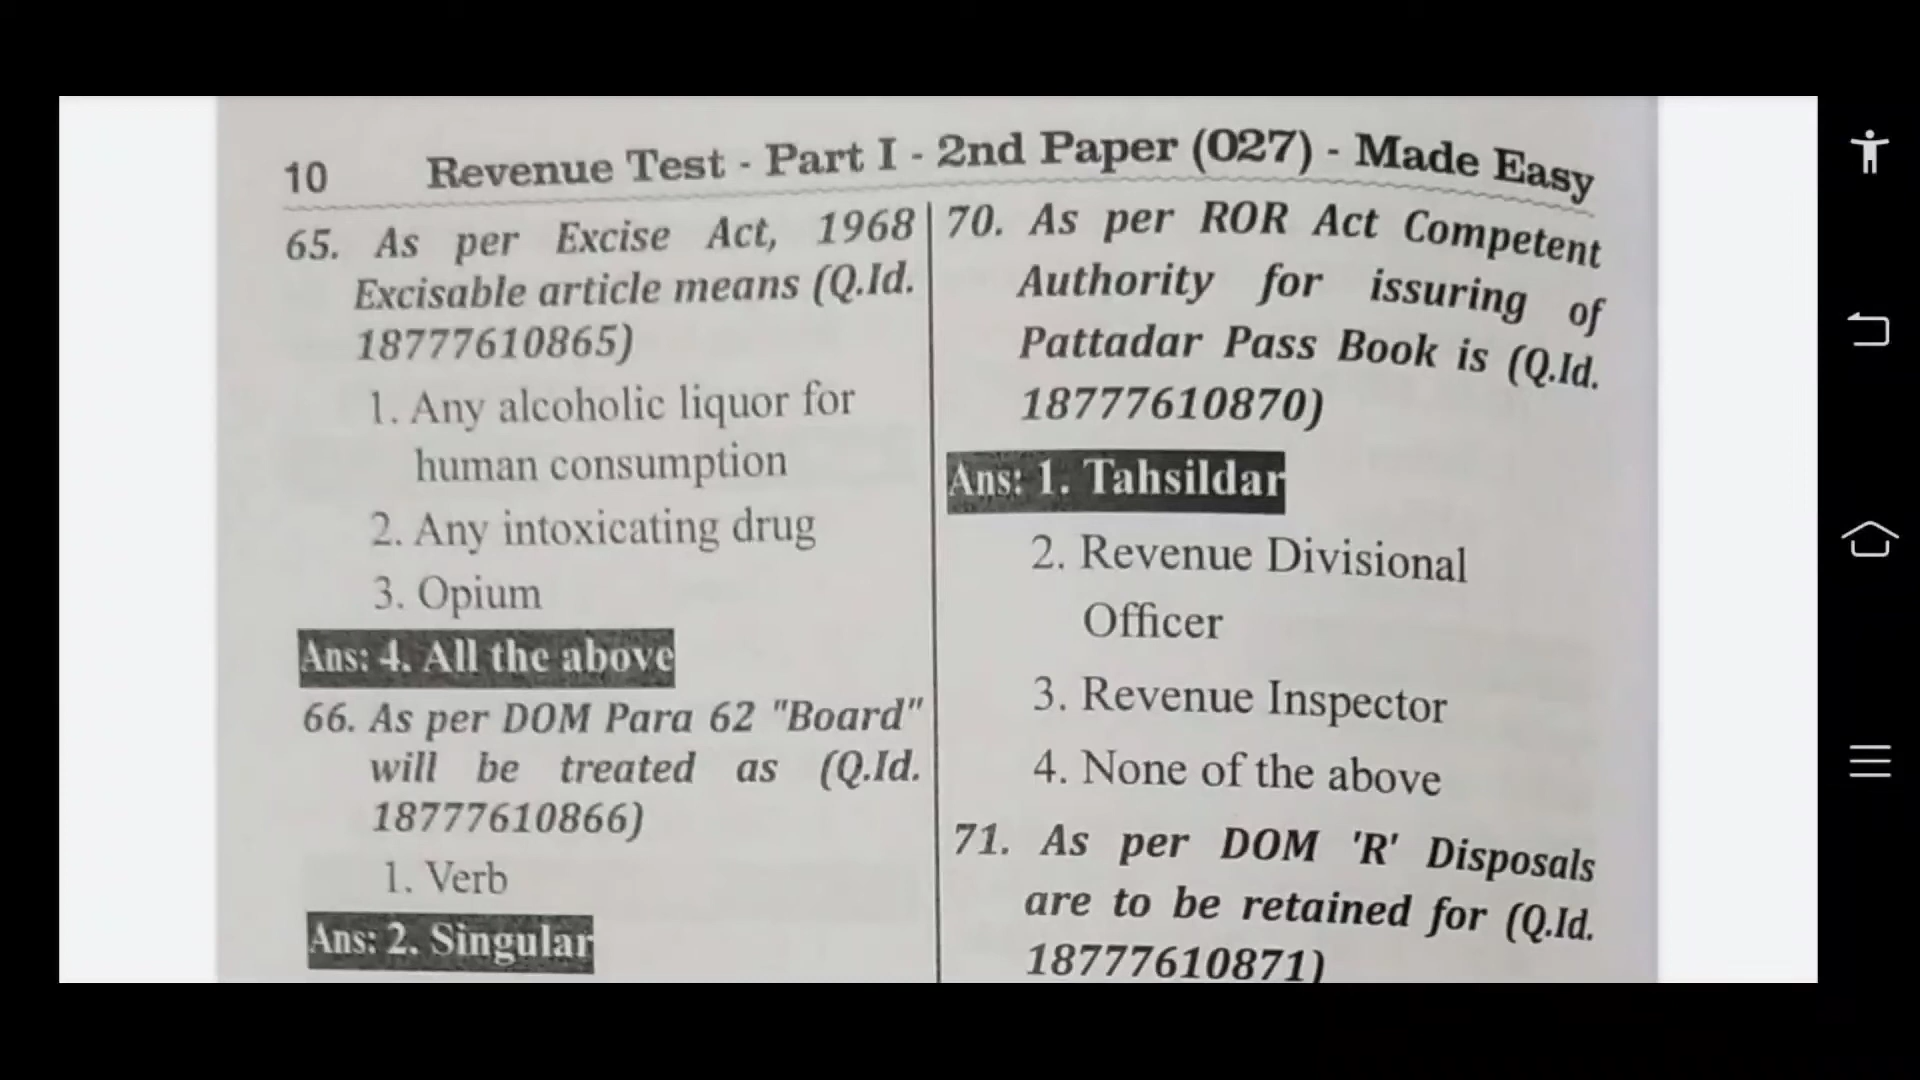 10 Revenue Test - Part I - 2nd Paper (027) - Made Easy
65. As per Excise Act, 1968
Excisable article means (Q.Id.
18777610865)
1. Any alcoholic liquor for
human consumption
2. Any intoxicating drug
3. Opium
Ans: 4. All the above
66. As per DOM Para 62 "Board"
will be treated as (Q.Id.
18777610866)
1. Verb
Ans: 2. Singular
70. As per ROR Act Competent
Authority for issuring of
Pattadar Pass Book is (Q.Id.
18777610870)
Ans: 1. Tahsildar
2. Revenue Divisional
Officer
3. Revenue Inspector
4. None of the above
71. As per DOM 'R' Disposals
are to be retained for (Q.Id.
18777610871)